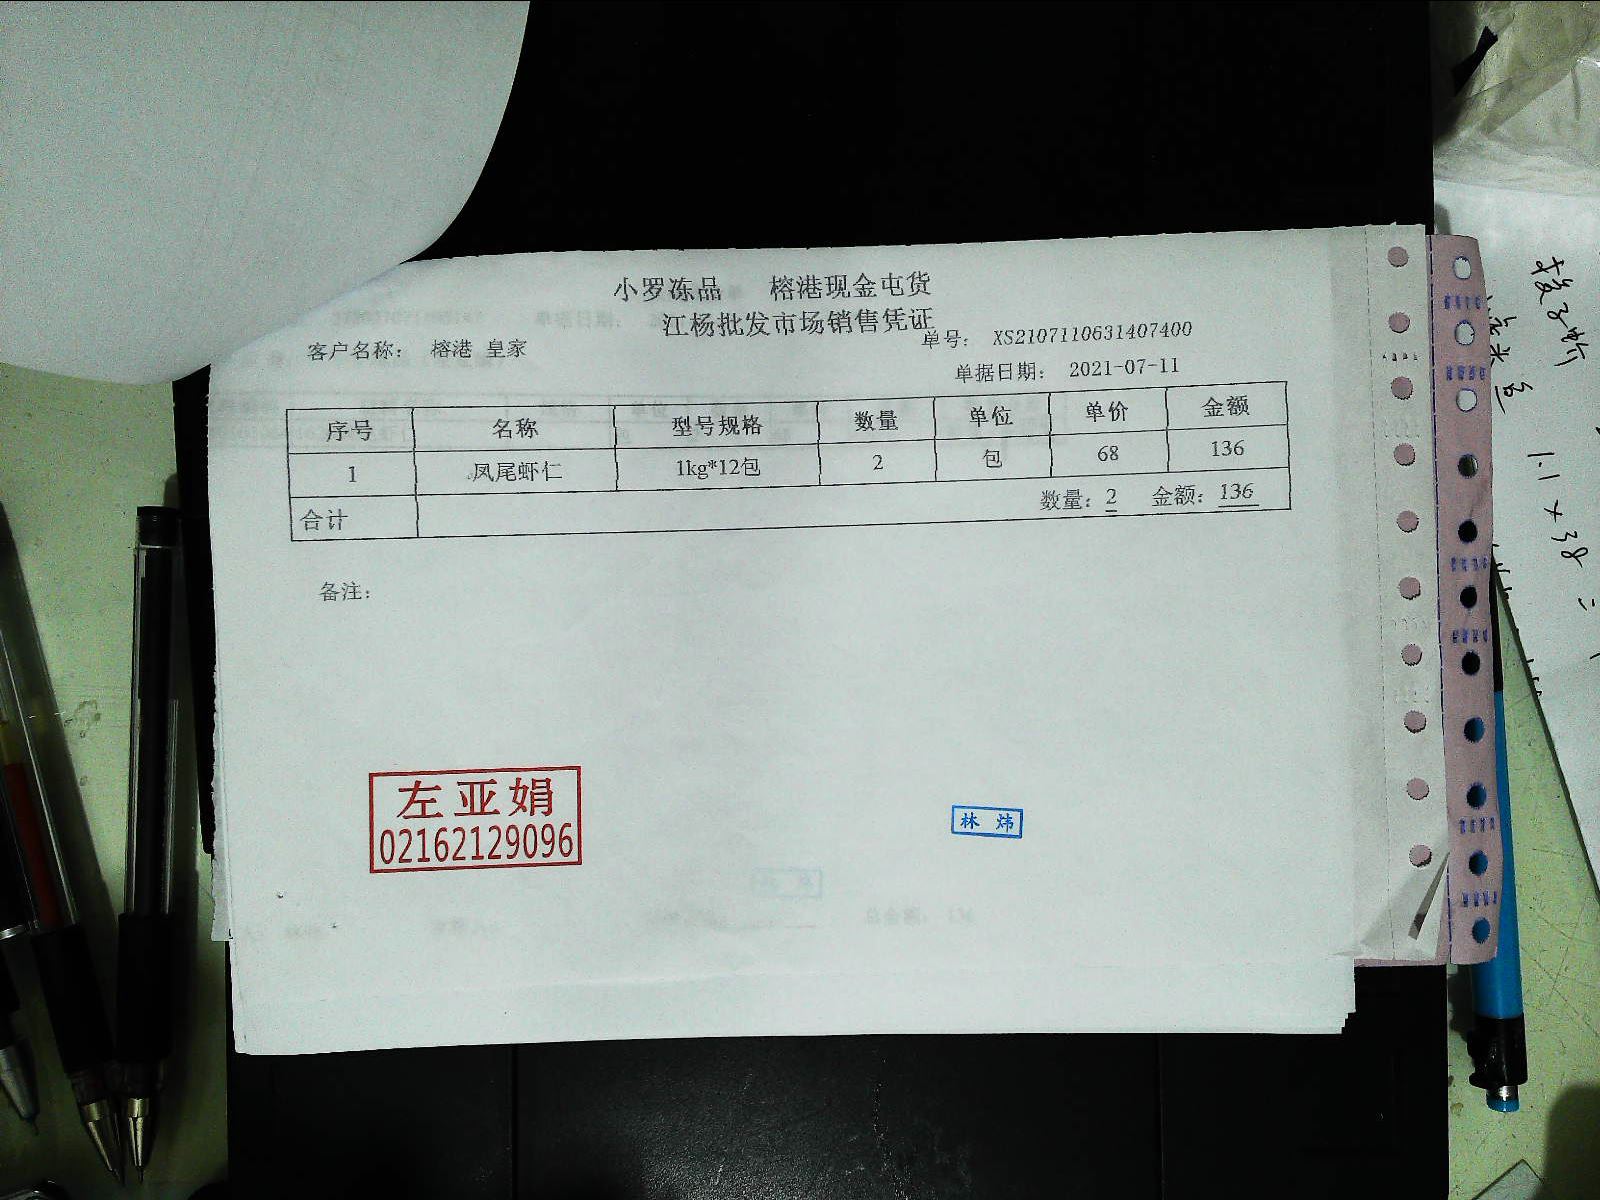 小罗冻品 榕港现金屯货
江杨批发市场销售凭证
客户名称： 榕港 皇家
单号： XS2107110631407400
单据日期： 2021-07-11
序号 名称 型号规格 数量 单位 单价 金额
1 凤尾虾仁 1kg*12包 2 包 68 136
合计 数量：2 金额：136
备注：
左亚娟
02162129096
林 炜
1.1 x 38 =